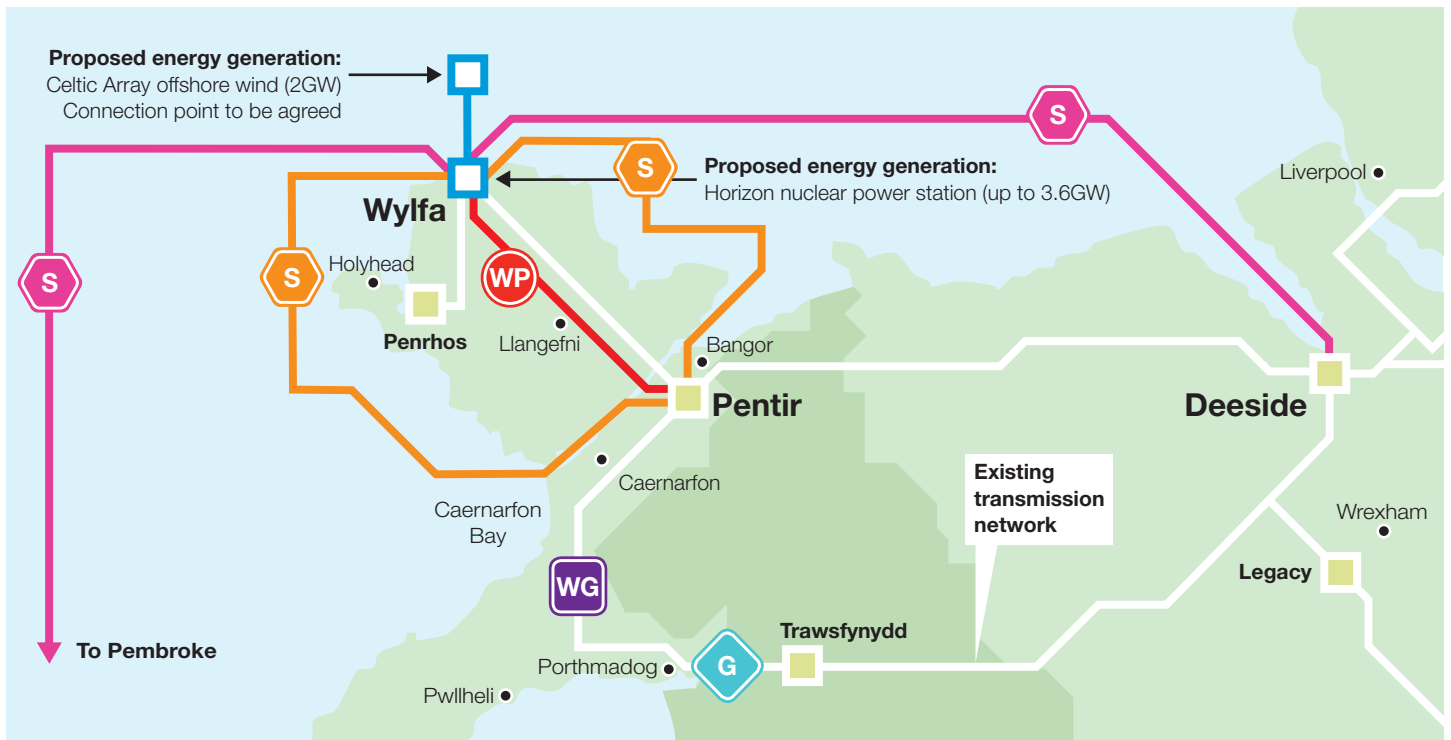 Proposed energy generation:
Celtic Array offshore wind (2GW)
Connection point to be agreed
S
Liverpool
S
Proposed energy generation:
Horizon nuclear power station (up to 3.6GW)
Wylfa
Holyhead
S
S
WP
Penrhos
Llangefni
Bangor
Pentir
Deeside
Caernarfon
Caernarfon
Bay
Existing
transmission
network
Wrexham
Legacy
WG
Trawsfynydd
To Pembroke
Porthmadog
G
Pwllheli